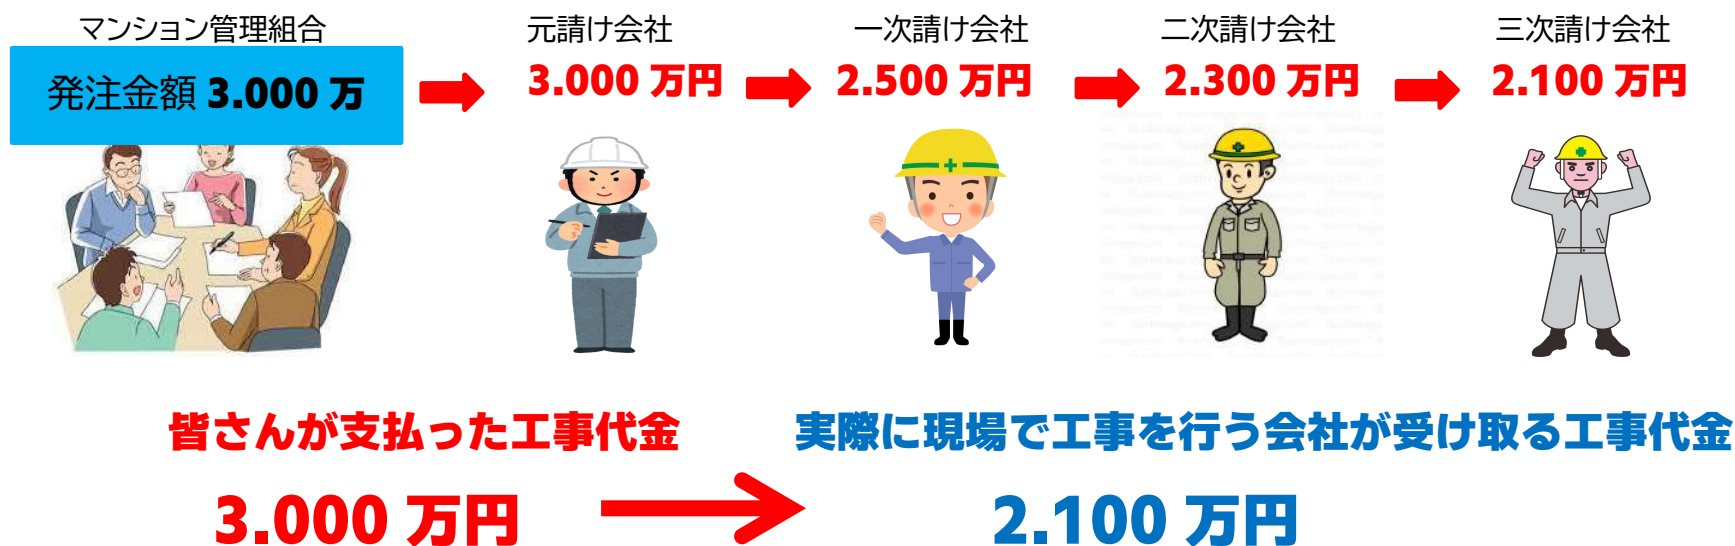 マンション管理組合
発注金額 3.000 万
元請け会社
3.000 万円
一次請け会社
2.500 万円
二次請け会社
2.300 万円
三次請け会社
2.100 万円
皆さんが支払った工事代金
3.000 万円
実際に現場で工事を行う会社が受け取る工事代金
2.100 万円